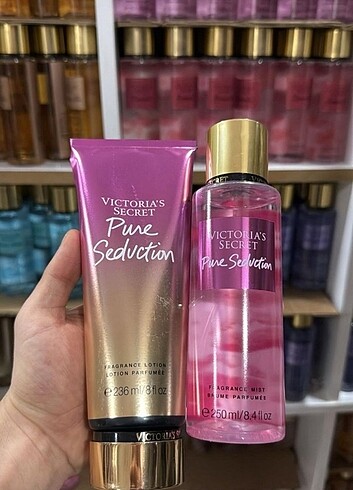 VICTORIA'S
SECRET
Pure
Seduction
FRAGRANCE LOTION
LOTION PARFUMÉE
℮ 236 ml/8 fl oz
VICTORIA'S
VICTORIA'S
SECRET
Pure Seduction
FRAGRANCE MIST
BRUME PARFUMÉE
℮ 250 ml/8.4 fl oz